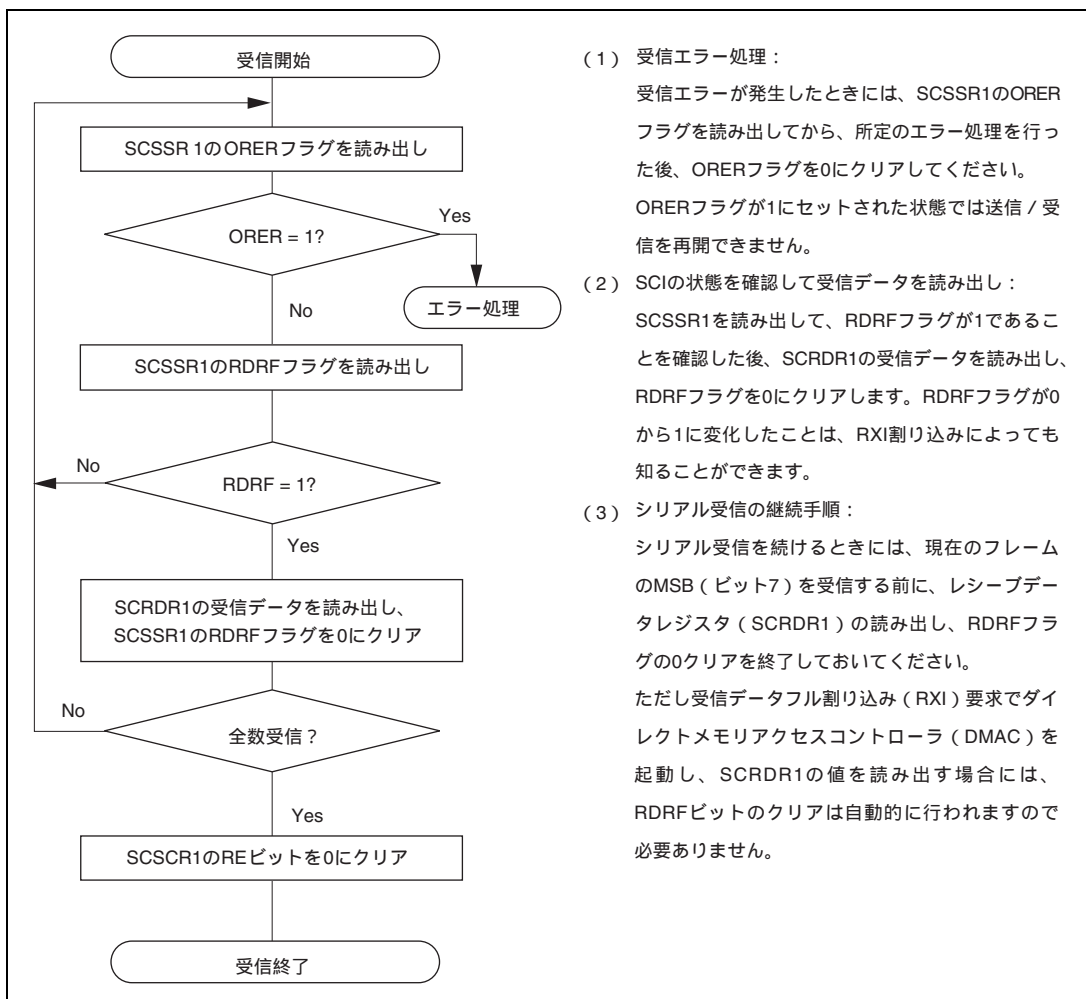 受信開始
SCSSR 1のORERフラグを読み出し
ORER = 1?
Yes
エラー処理
No
SCSSR1のRDRFフラグを読み出し
No
RDRF = 1?
Yes
SCRDR1の受信データを読み出し、
SCSSR1のRDRFフラグを0にクリア
No
全数受信？
Yes
SCSCR1のREビットを0にクリア
受信終了
（1） 受信エラー処理：
受信エラーが発生したときには、SCSSR1のORER
フラグを読み出してから、所定のエラー処理を行っ
た後、ORERフラグを0にクリアしてください。
ORERフラグが1にセットされた状態では送信／受
信を再開できません。
（2） SCIの状態を確認して受信データを読み出し：
SCSSR1を読み出して、RDRFフラグが1であるこ
とを確認した後、SCRDR1の受信データを読み出し、
RDRFフラグを0にクリアします。RDRFフラグが0
から1に変化したことは、RXI割り込みによっても
知ることができます。
（3） シリアル受信の継続手順：
シリアル受信を続けるときには、現在のフレーム
のMSB（ビット7）を受信する前に、レシーブデー
タレジスタ（SCRDR1）の読み出し、RDRFフラ
グの0クリアを終了しておいてください。
ただし受信データフル割り込み（RXI）要求でダイ
レクトメモリアクセスコントローラ（DMAC）を
起動し、SCRDR1の値を読み出す場合には、
RDRFビットのクリアは自動的に行われますので
必要ありません。